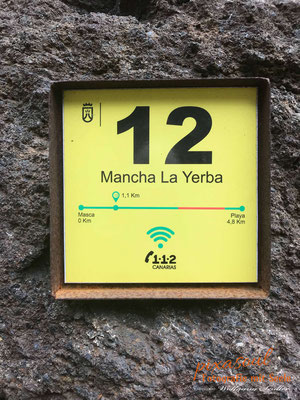 12
Mancha La Yerba
1,1 Km
Masca Playa
0 Km 4,8 Km
1·1·2
CANARIAS